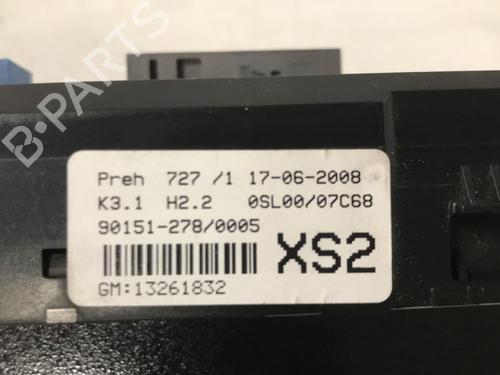 B-PARTS
Preh 727 /1 17-06-2008
K3.1 H2.2 0SL00/07C68
90151-278/0005
XS2
GM:13261832